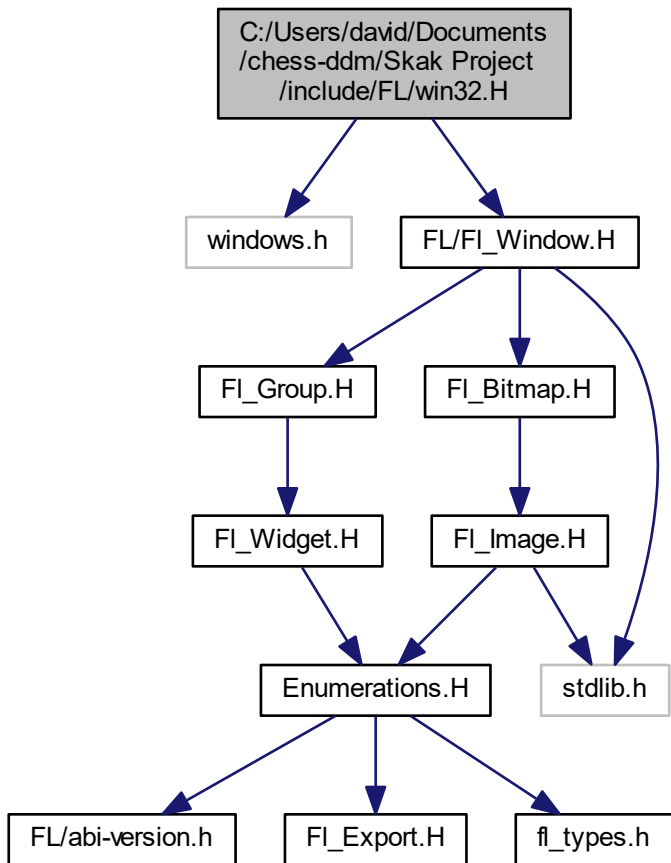 C:/Users/david/Documents
/chess-ddm/Skak Project
/include/FL/win32.H
windows.h
FL/Fl_Window.H
Fl_Group.H
Fl_Bitmap.H
Fl_Widget.H
Fl_Image.H
Enumerations.H
stdlib.h
FL/abi-version.h
Fl_Export.H
fl_types.h